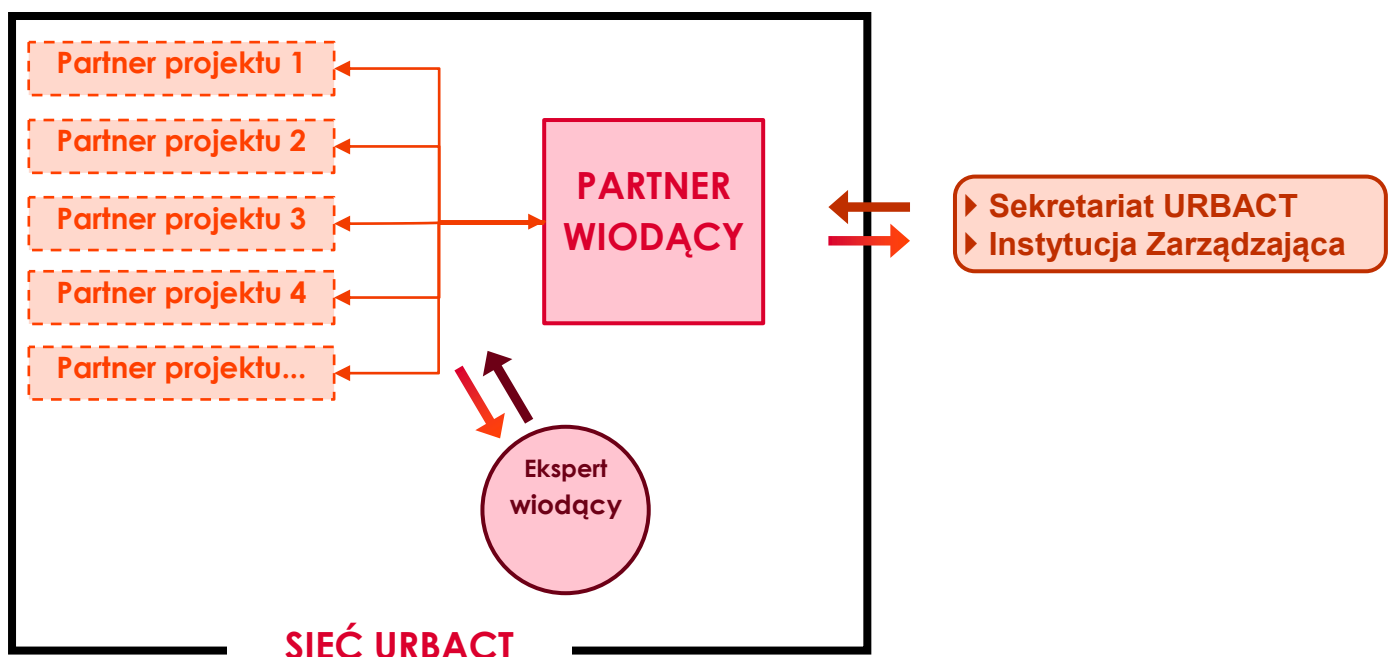 Partner projektu 1
Partner projektu 2
Partner projektu 3
Partner projektu 4
Partner projektu...
PARTNER
WIODĄCY
Sekretariat URBACT
Instytucja Zarządzająca
Ekspert
wiodący
SIEĆ URBACT